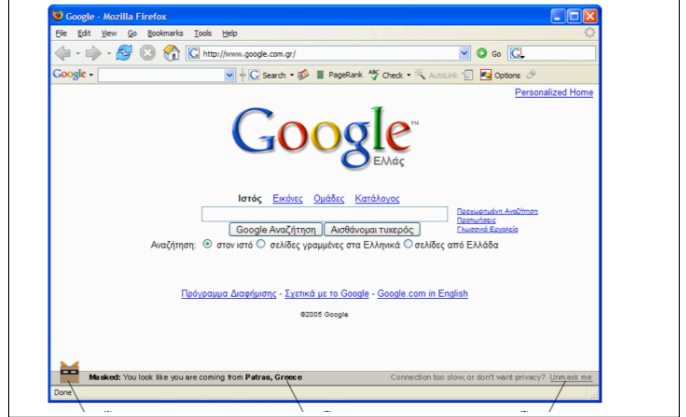 Google - Mozilla Firefox
File Edit View Go Bookmarks Tools Help
http://www.google.com.gr/ Go G
Google G Search PageRank ABC Check AutoLink Options
Personalized Home
Google™
Ελλάς
Ιστός Εικόνες Ομάδες Κατάλογος
Προχωρημένη Αναζήτηση
Προτιμήσεις
Γλωσσικά Εργαλεία
Google Αναζήτηση Αισθάνομαι τυχερός
Αναζήτηση: στον ιστό σελίδες γραμμένες στα Ελληνικά σελίδες από Ελλάδα
Πρόγραμμα Διαφήμισης - Σχετικά με το Google - Google.com in English
©2005 Google
Masked: You look like you are coming from Patras, Greece Connection too slow, or don't want privacy? Unmask me
Done